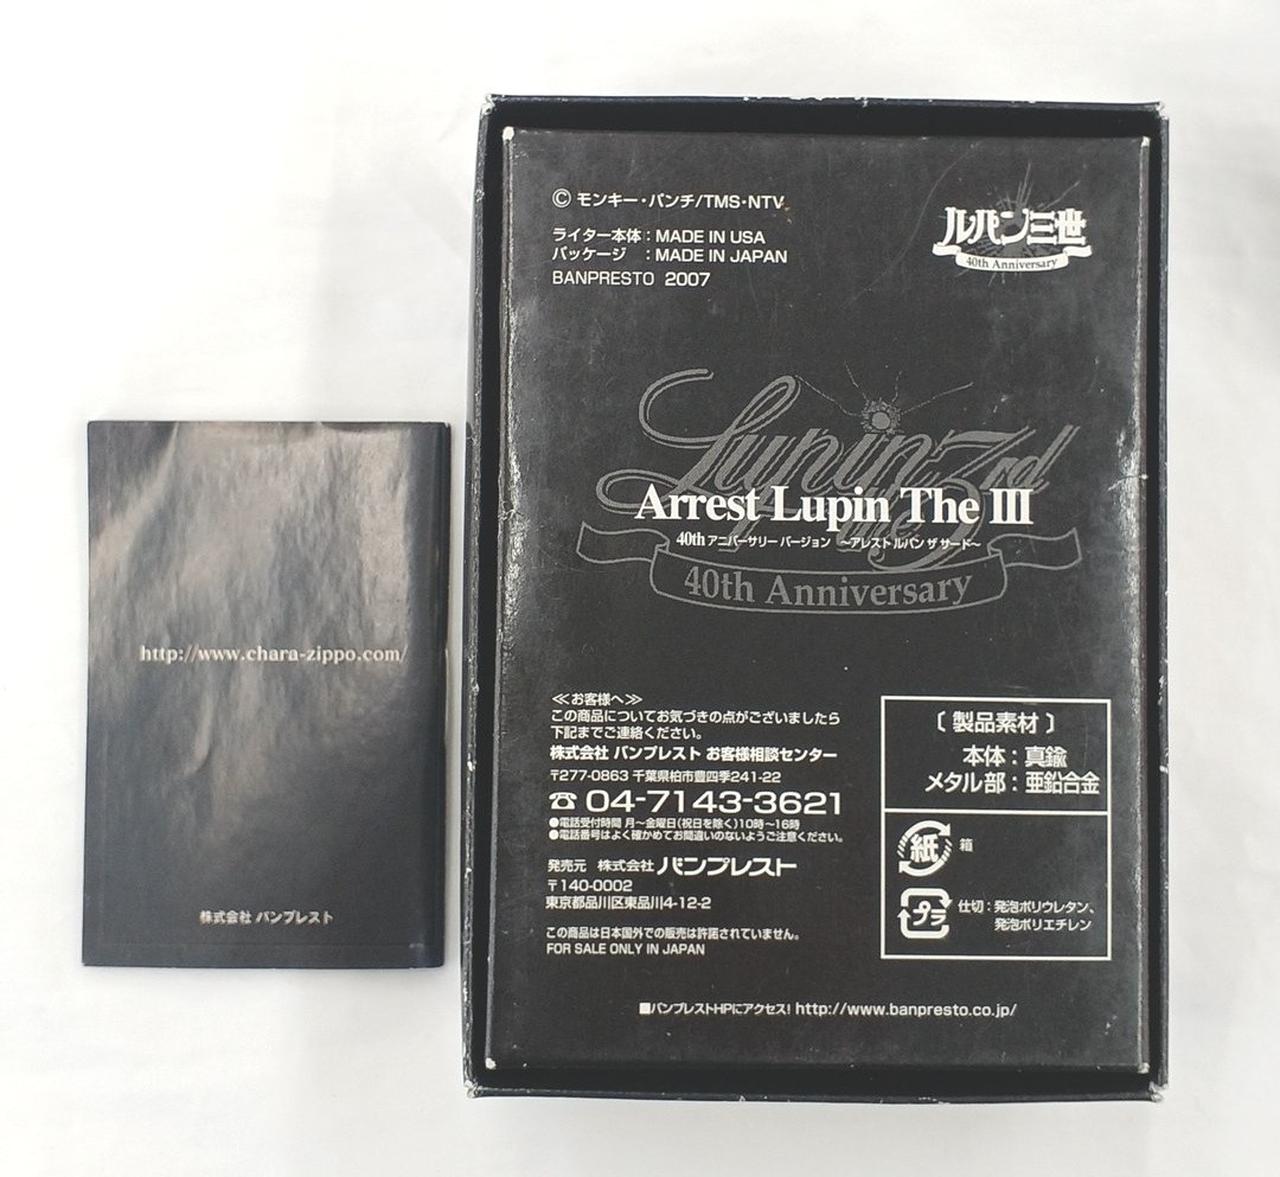 http://www.chara-zippo.com/
株式会社 バンプレスト
© モンキー・パンチ/TMS・NTV
ライター本体：MADE IN USA
パッケージ ：MADE IN JAPAN
BANPRESTO 2007
ルパン三世
40th Anniversary
Lupin the 3rd
Arrest Lupin The III
40th アニバーサリー バージョン ～アレスト ルパン ザ サード～
40th Anniversary
≪お客様へ≫
この商品についてお気づきの点がございましたら
下記までご連絡ください。
株式会社 バンプレスト お客様相談センター
〒277-0863 千葉県柏市豊四季241-22
☎ 04-7143-3621
●電話受付時間 月～金曜日(祝日を除く)10時～16時
●電話番号はよく確かめてお間違いのないようご注意ください。
発売元 株式会社 バンプレスト
〒140-0002
東京都品川区東品川4-12-2
この商品は日本国外での販売は許諾されていません。
FOR SALE ONLY IN JAPAN
〔 製品素材 〕
本体：真鍮
メタル部：亜鉛合金
紙 箱
プラ 仕切：発泡ポリウレタン、
発泡ポリエチレン
■バンプレストHPにアクセス! http://www.banpresto.co.jp/